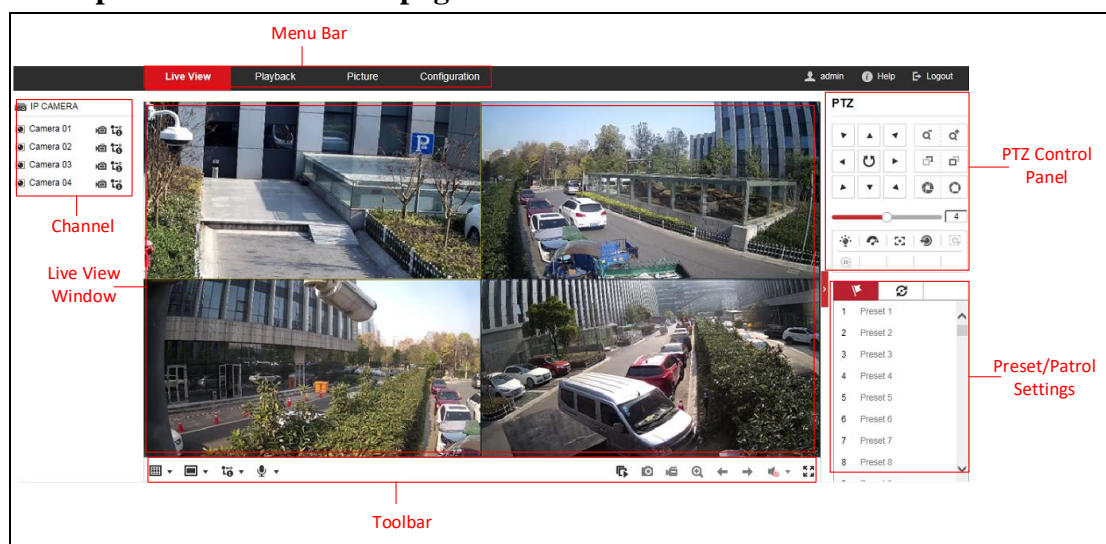 Menu Bar
Live View Playback Picture Configuration admin Help Logout
IP CAMERA
Camera 01
Camera 02
Camera 03
Camera 04
Channel
Live View
Window
P
PTZ
4
PTZ Control
Panel
1 Preset 1
2 Preset 2
3 Preset 3
4 Preset 4
5 Preset 5
6 Preset 6
7 Preset 7
8 Preset 8
Preset/Patrol
Settings
Toolbar